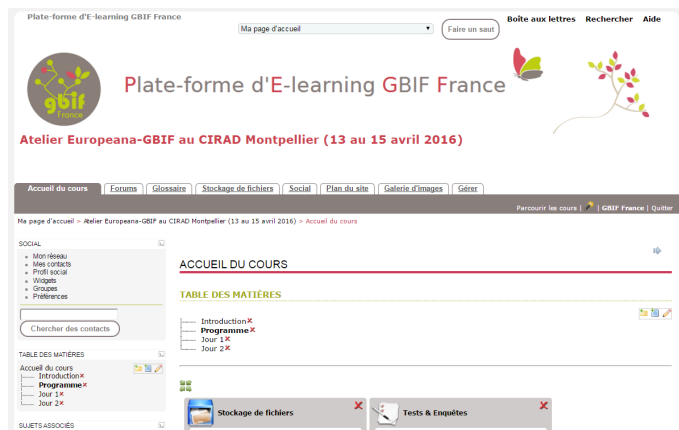 Plate-forme d'E-learning GBIF France
Ma page d'accueil
Faire un saut
Boîte aux lettres Rechercher Aide
gbif
France
Plate-forme d'E-learning GBIF France
Atelier Europeana-GBIF au CIRAD Montpellier (13 au 15 avril 2016)
Accueil du cours Forums Glossaire Stockage de fichiers Social Plan du site Galerie d'images Gérer
Parcourir les cours | | GBIF France | Quitter
Ma page d'accueil > Atelier Europeana-GBIF au CIRAD Montpellier (13 au 15 avril 2016) > Accueil du cours
SOCIAL
Mon réseau
Mes contacts
Profil social
Widgets
Groupes
Préférences
Chercher des contacts
TABLE DES MATIÈRES
Accueil du cours
Introduction
Programme
Jour 1
Jour 2
SUJETS ASSOCIÉS
ACCUEIL DU COURS
TABLE DES MATIÈRES
Introduction
Programme
Jour 1
Jour 2
Stockage de fichiers
Tests & Enquêtes